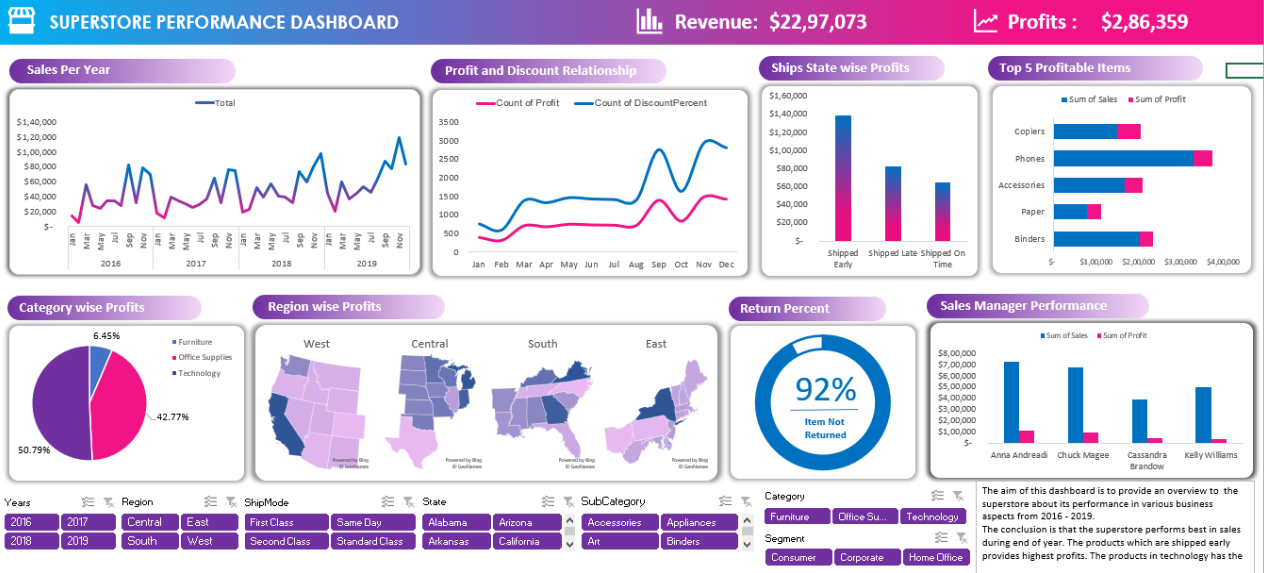 SUPERSTORE PERFORMANCE DASHBOARD
Revenue: $22,97,073
Profits : $2,86,359
Sales Per Year
Total
$1,40,000
$1,20,000
$1,00,000
$80,000
$60,000
$40,000
$20,000
$-
Jan Mar May Jul Sep Nov Jan Mar May Jul Sep Nov Jan Mar May Jul Sep Nov Jan Mar May Jul Sep Nov
2016 2017 2018 2019
Profit and Discount Relationship
Count of Profit Count of DiscountPercent
3500
3000
2500
2000
1500
1000
500
0
Jan Feb Mar Apr May Jun Jul Aug Sep Oct Nov Dec
Ships State wise Profits
$1,60,000
$1,40,000
$1,20,000
$1,00,000
$80,000
$60,000
$40,000
$20,000
$-
Shipped Early
Shipped Late
Shipped On Time
Top 5 Profitable Items
Sum of Sales Sum of Profit
Copiers
Phones
Accessories
Paper
Binders
$- $1,00,000 $2,00,000 $3,00,000 $4,00,000
Category wise Profits
6.45%
42.77%
50.79%
Furniture
Office Supplies
Technology
Region wise Profits
West Central South East
Powered by Bing
© GeoNames
Powered by Bing
© GeoNames
Powered by Bing
© GeoNames
Powered by Bing
© GeoNames
Return Percent
92%
Item Not
Returned
Sales Manager Performance
Sum of Sales Sum of Profit
$8,00,000
$7,00,000
$6,00,000
$5,00,000
$4,00,000
$3,00,000
$2,00,000
$1,00,000
$-
Anna Andreadi
Chuck Magee
Cassandra Brandow
Kelly Williams
Years
2016 2017
2018 2019
Region
Central East
South West
ShipMode
First Class Same Day
Second Class Standard Class
State
Alabama Arizona
Arkansas California
SubCategory
Accessories Appliances
Art Binders
Category
Furniture Office Su... Technology
Segment
Consumer Corporate Home Office
The aim of this dashboard is to provide an overview to the
superstore about its performance in various business
aspects from 2016 - 2019.
The conclusion is that the superstore performs best in sales
during end of year. The products which are shipped early
provides highest profits. The products in technology has the